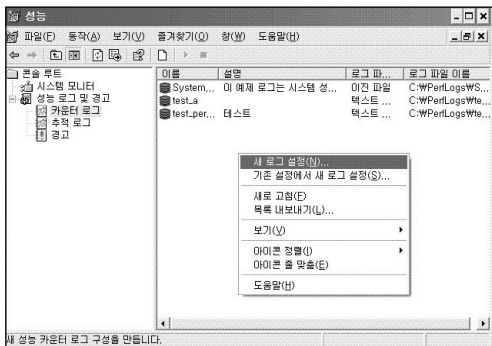 성능
파일(F) 동작(A) 보기(V) 즐겨찾기(O) 창(W) 도움말(H)
콘솔 루트
시스템 모니터
성능 로그 및 경고
카운터 로그
추적 로그
경고
이름 설명 로그 파... 로그 파일 이름
System... 이 예제 로그는 시스템 성... 이진 파일 C:₩PerfLogs₩S...
test_a 텍스트 ... C:₩PerfLogs₩te...
test_per... 테스트 텍스트 ... C:₩PerfLogs₩te...
새 로그 설정(N)...
기존 설정에서 새 로그 설정(S)...
새로 고침(F)
목록 내보내기(L)...
보기(V)
아이콘 정렬(I)
아이콘 줄 맞춤(E)
도움말(H)
새 성능 카운터 로그 구성을 만듭니다.